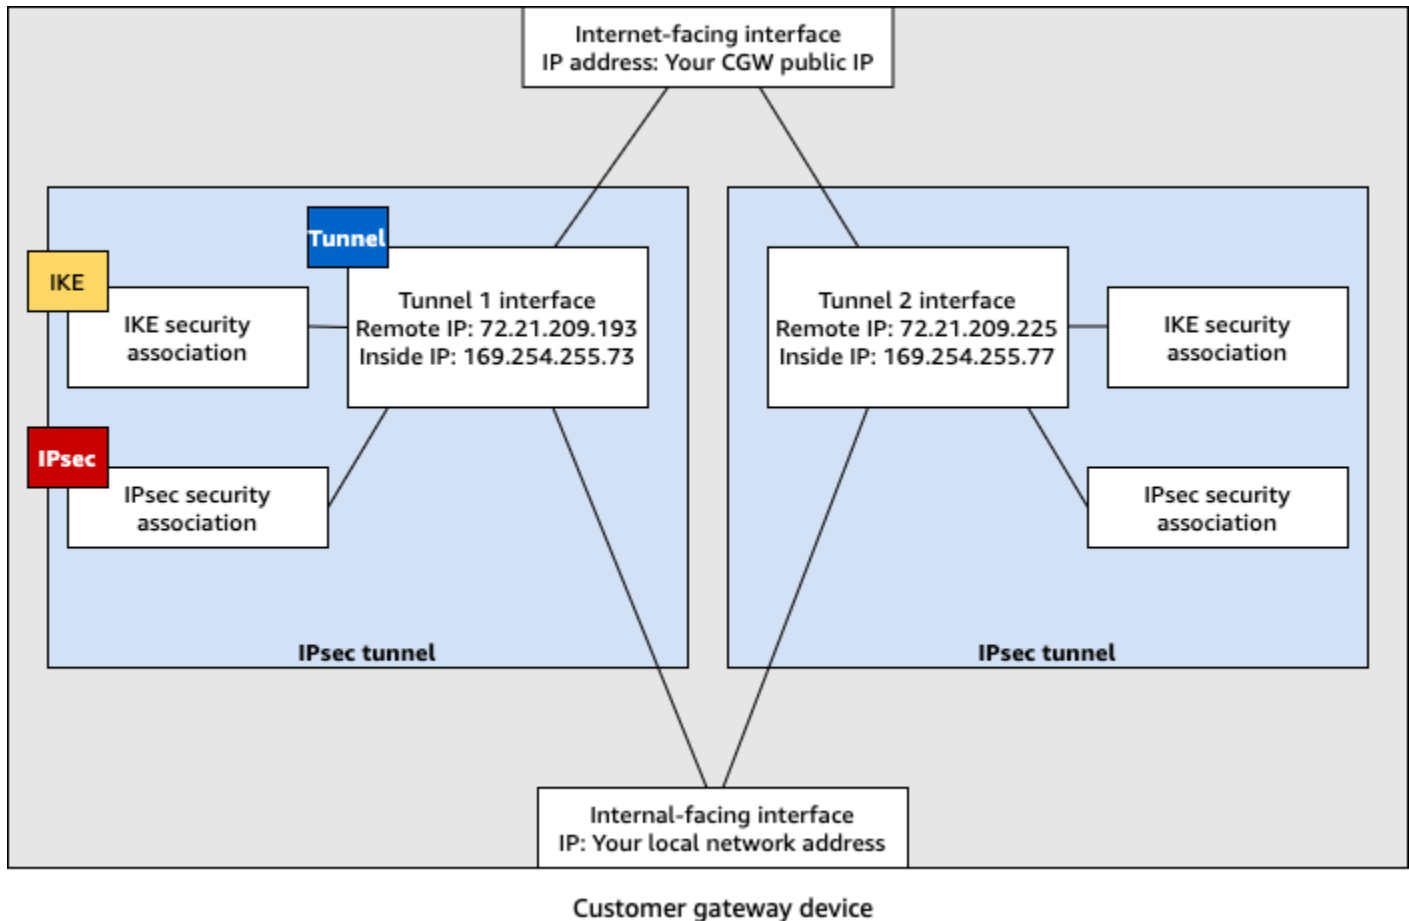 Internet-facing interface
IP address: Your CGW public IP
Tunnel
IKE
Tunnel 1 interface
Remote IP: 72.21.209.193
Inside IP: 169.254.255.73
IKE security
association
IPsec
IPsec security
association
IPsec tunnel
Tunnel 2 interface
Remote IP: 72.21.209.225
Inside IP: 169.254.255.77
IKE security
association
IPsec security
association
IPsec tunnel
Internal-facing interface
IP: Your local network address
Customer gateway device